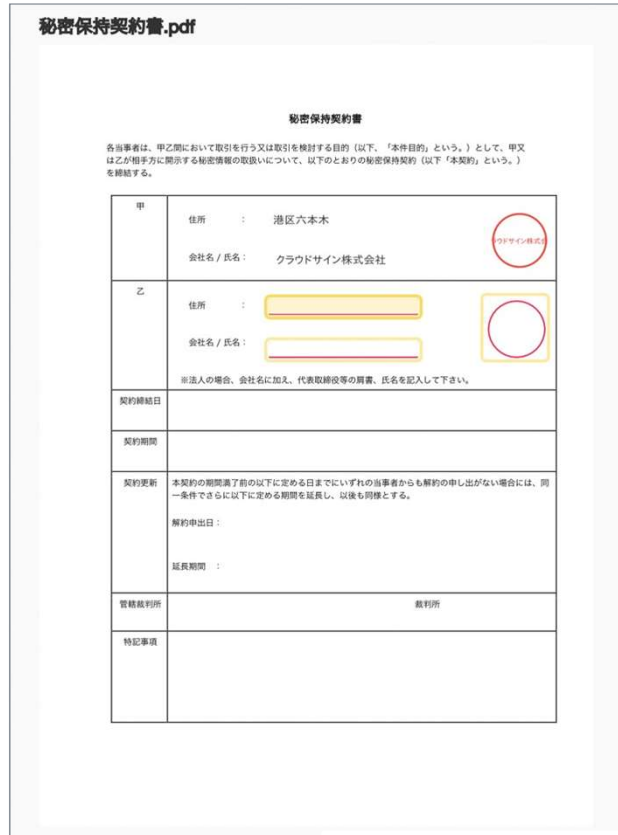 秘密保持契約書.pdf
秘密保持契約書
各当事者は、甲乙間において取引を行う又は取引を検討する目的（以下、「本件目的」という。）として、甲又
は乙が相手方に開示する秘密情報の取扱いについて、以下のとおりの秘密保持契約（以下「本契約」という。）
を締結する。
甲
住所 ： 港区六本木
会社名 / 氏名： クラウドサイン株式会社
ラウドサイン株式会
乙
住所 ：
会社名 / 氏名：
※法人の場合、会社名に加え、代表取締役等の肩書、氏名を記入して下さい。
契約締結日
契約期間
契約更新 本契約の期間満了前の以下に定める日までにいずれの当事者からも解約の申し出がない場合には、同
一条件でさらに以下に定める期間を延長し、以後も同様とする。
解約申出日：
延長期間 ：
管轄裁判所 裁判所
特記事項